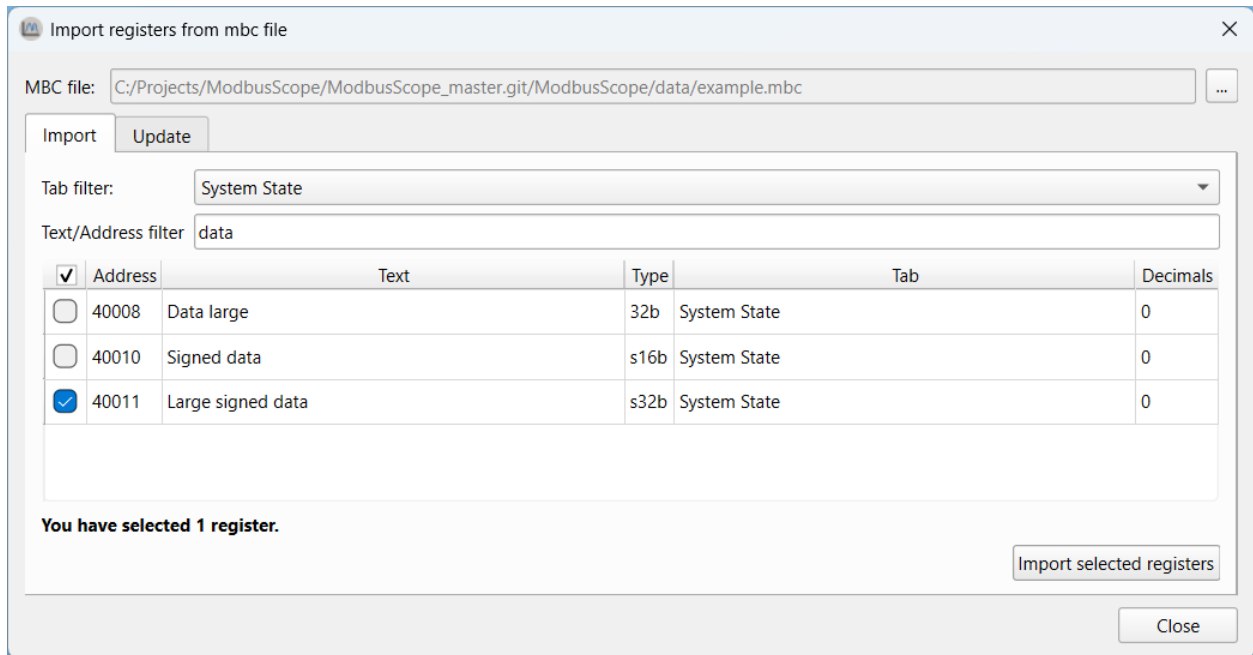 Import registers from mbc file
MBC file: C:/Projects/ModbusScope/ModbusScope_master.git/ModbusScope/data/example.mbc ...
Import Update
Tab filter: System State
Text/Address filter data
Address Text Type Tab Decimals
40008 Data large 32b System State 0
40010 Signed data s16b System State 0
40011 Large signed data s32b System State 0
You have selected 1 register.
Import selected registers
Close